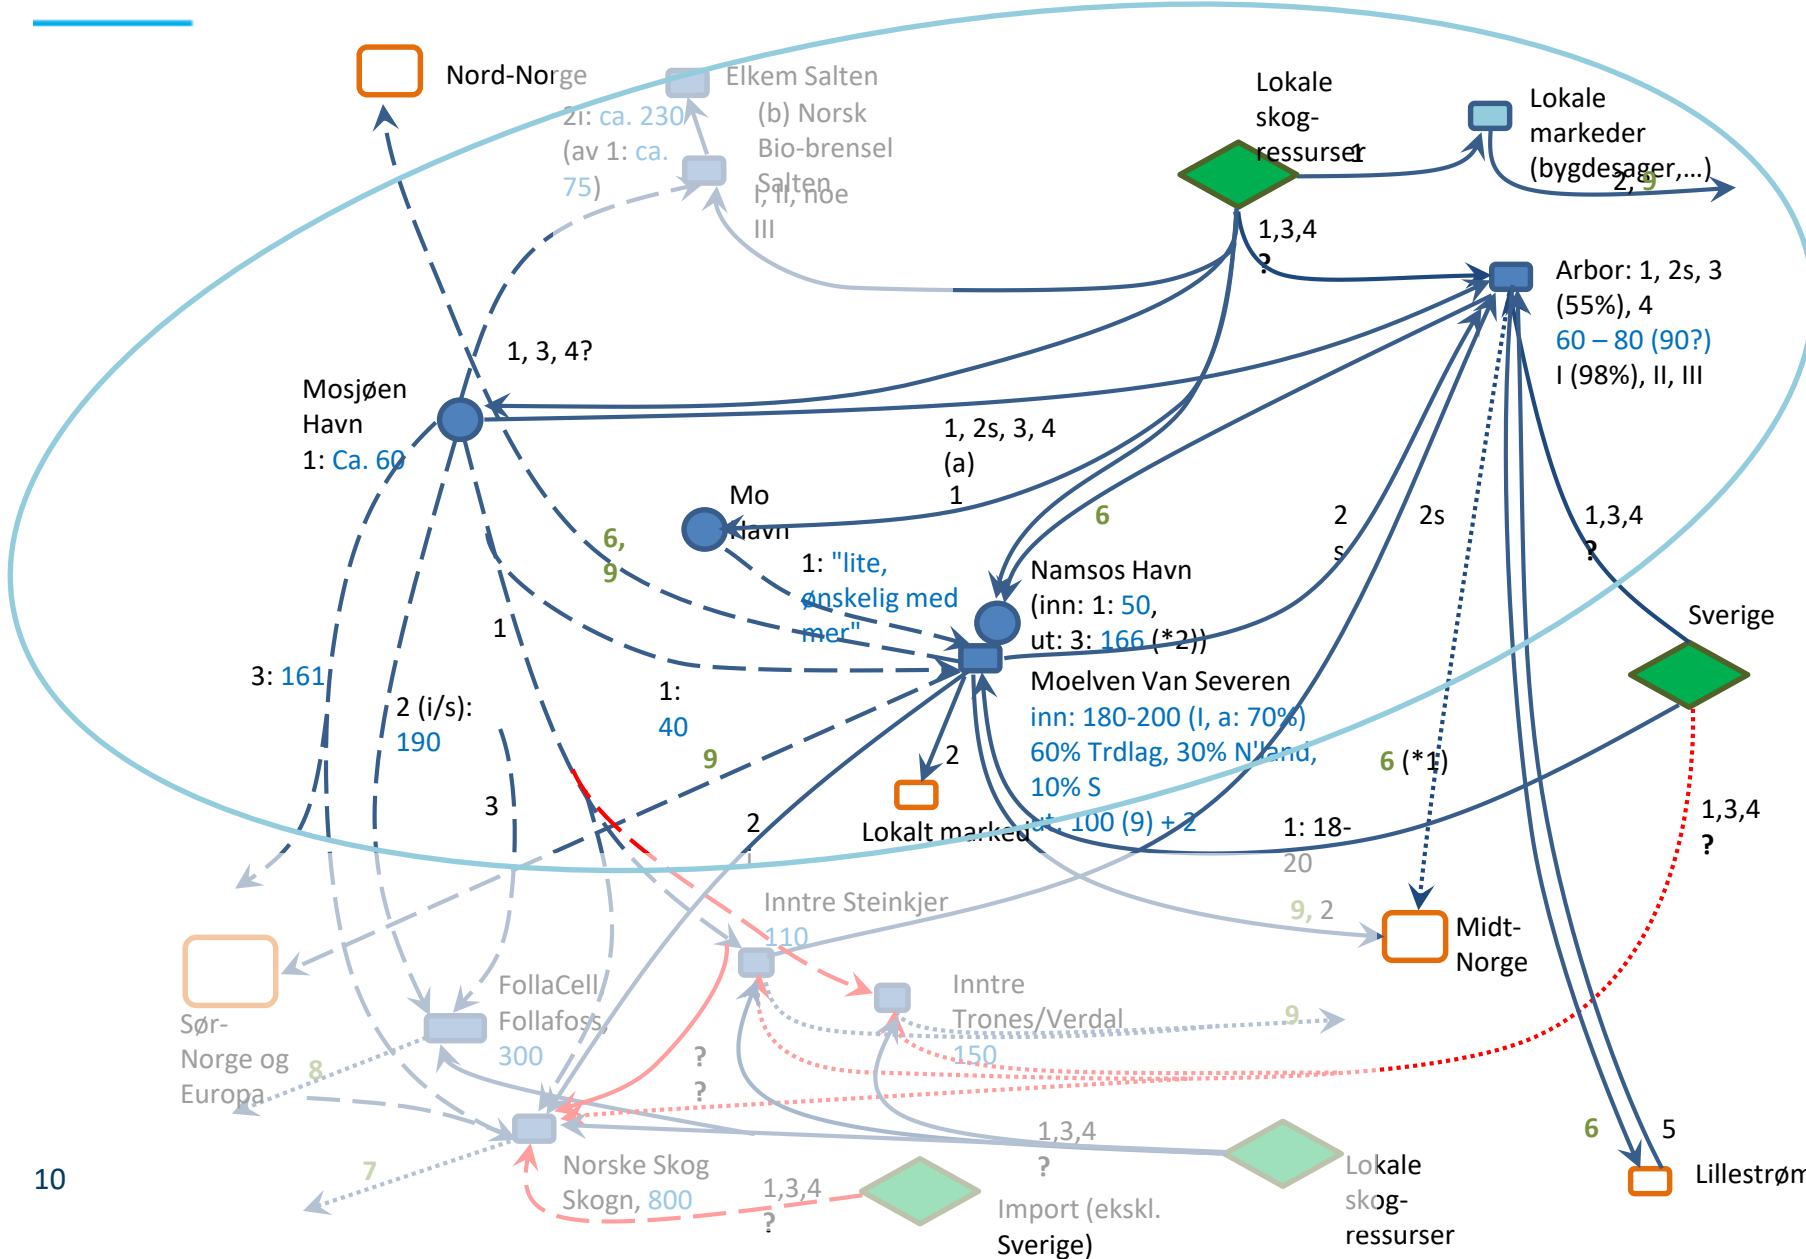 Nord-Norge
2i: ca. 230
(av 1: ca.
75)
Elkem Salten
(b) Norsk
Bio-brensel
Salten
I, II, noe
III
Lokale
skog-
ressurser
1
Lokale
markeder
(bygdesager,...)
2, 9
1,3,4
?
Arbor: 1, 2s, 3
(55%), 4
60 – 80 (90?)
I (98%), II, III
1, 3, 4?
Mosjøen
Havn
1: Ca. 60
1, 2s, 3, 4
(a)
1
Mo
Havn
6,
9
1: "lite,
ønskelig med
mer"
6
2
s
2s
1,3,4
?
Namsos Havn
(inn: 1: 50,
ut: 3: 166 (*2))
Sverige
1
3: 161
2 (i/s):
190
1:
40
Moelven Van Severen
inn: 180-200 (I, a: 70%)
60% Trdlag, 30% N'land,
10% S
ut: 100 (9) + 2
9
2
6 (*1)
3
2
i
Lokalt marked
1: 18-
20
1,3,4
?
Inntre Steinkjer
110
9, 2
Midt-
Norge
FollaCell
Follafoss,
300
Inntre
Trones/Verdal
150
9
Sør-
Norge og
Europa
8
?
?
1,3,4
?
6
5
7
Norske Skog
Skogn, 800
1,3,4
?
Import (ekskl.
Sverige)
Lokale
skog-
ressurser
Lillestrøm
10